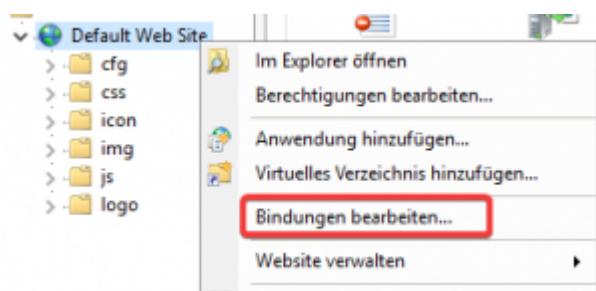 Default Web Site
cfg
css
icon
img
js
logo
Im Explorer öffnen
Berechtigungen bearbeiten...
Anwendung hinzufügen...
Virtuelles Verzeichnis hinzufügen...
Bindungen bearbeiten...
Website verwalten